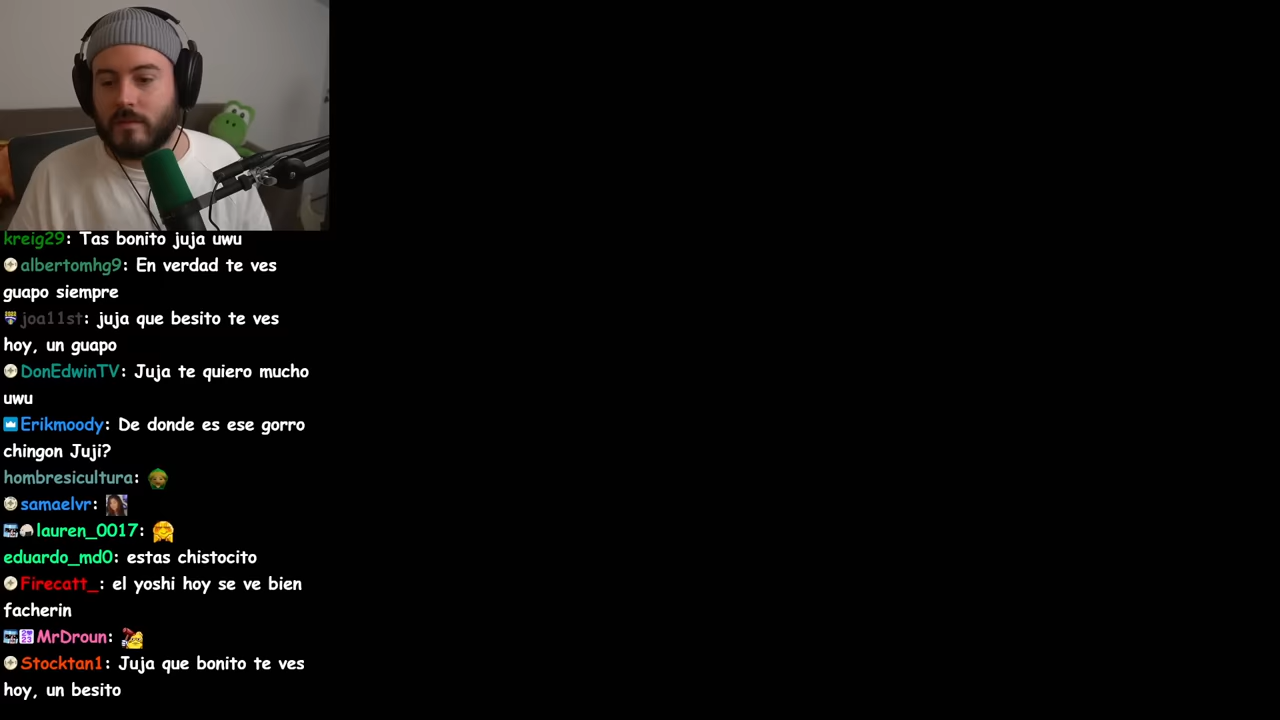 kreig29: Tas bonito juja uwu
albertomhg9: En verdad te ves
guapo siempre
joa11st: juja que besito te ves
hoy, un guapo
DonEdwinTV: Juja te quiero mucho
uwu
Erikmoody: De donde es ese gorro
chingon Juji?
hombresicultura:
samaelvr:
lauren_0017:
eduardo_md0: estas chistocito
Firecatt_: el yoshi hoy se ve bien
facherin
MrDroun:
Stocktan1: Juja que bonito te ves
hoy, un besito